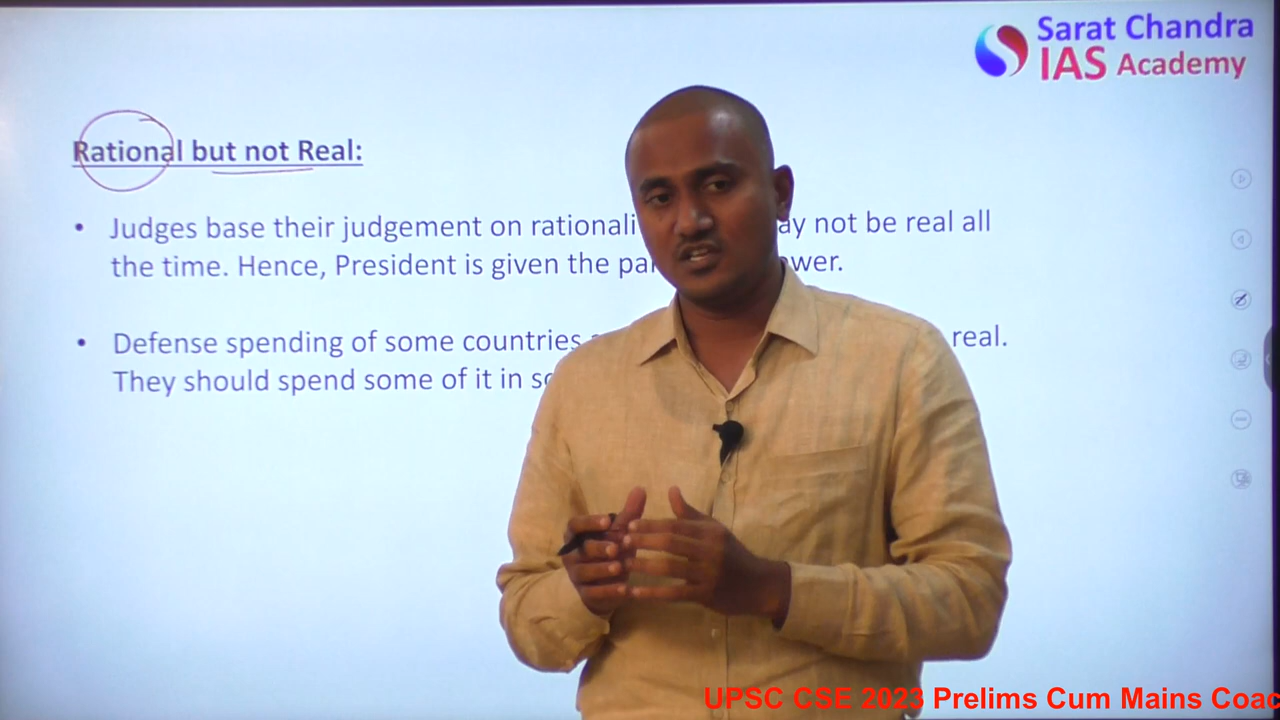 Sarat Chandra
IAS Academy
Rational but not Real:
• Judges base their judgement on rationali ay not be real all
the time. Hence, President is given the pa wer.
• Defense spending of some countries real.
They should spend some of it in
UPSC CSE 2023 Prelims Cum Mains Coac